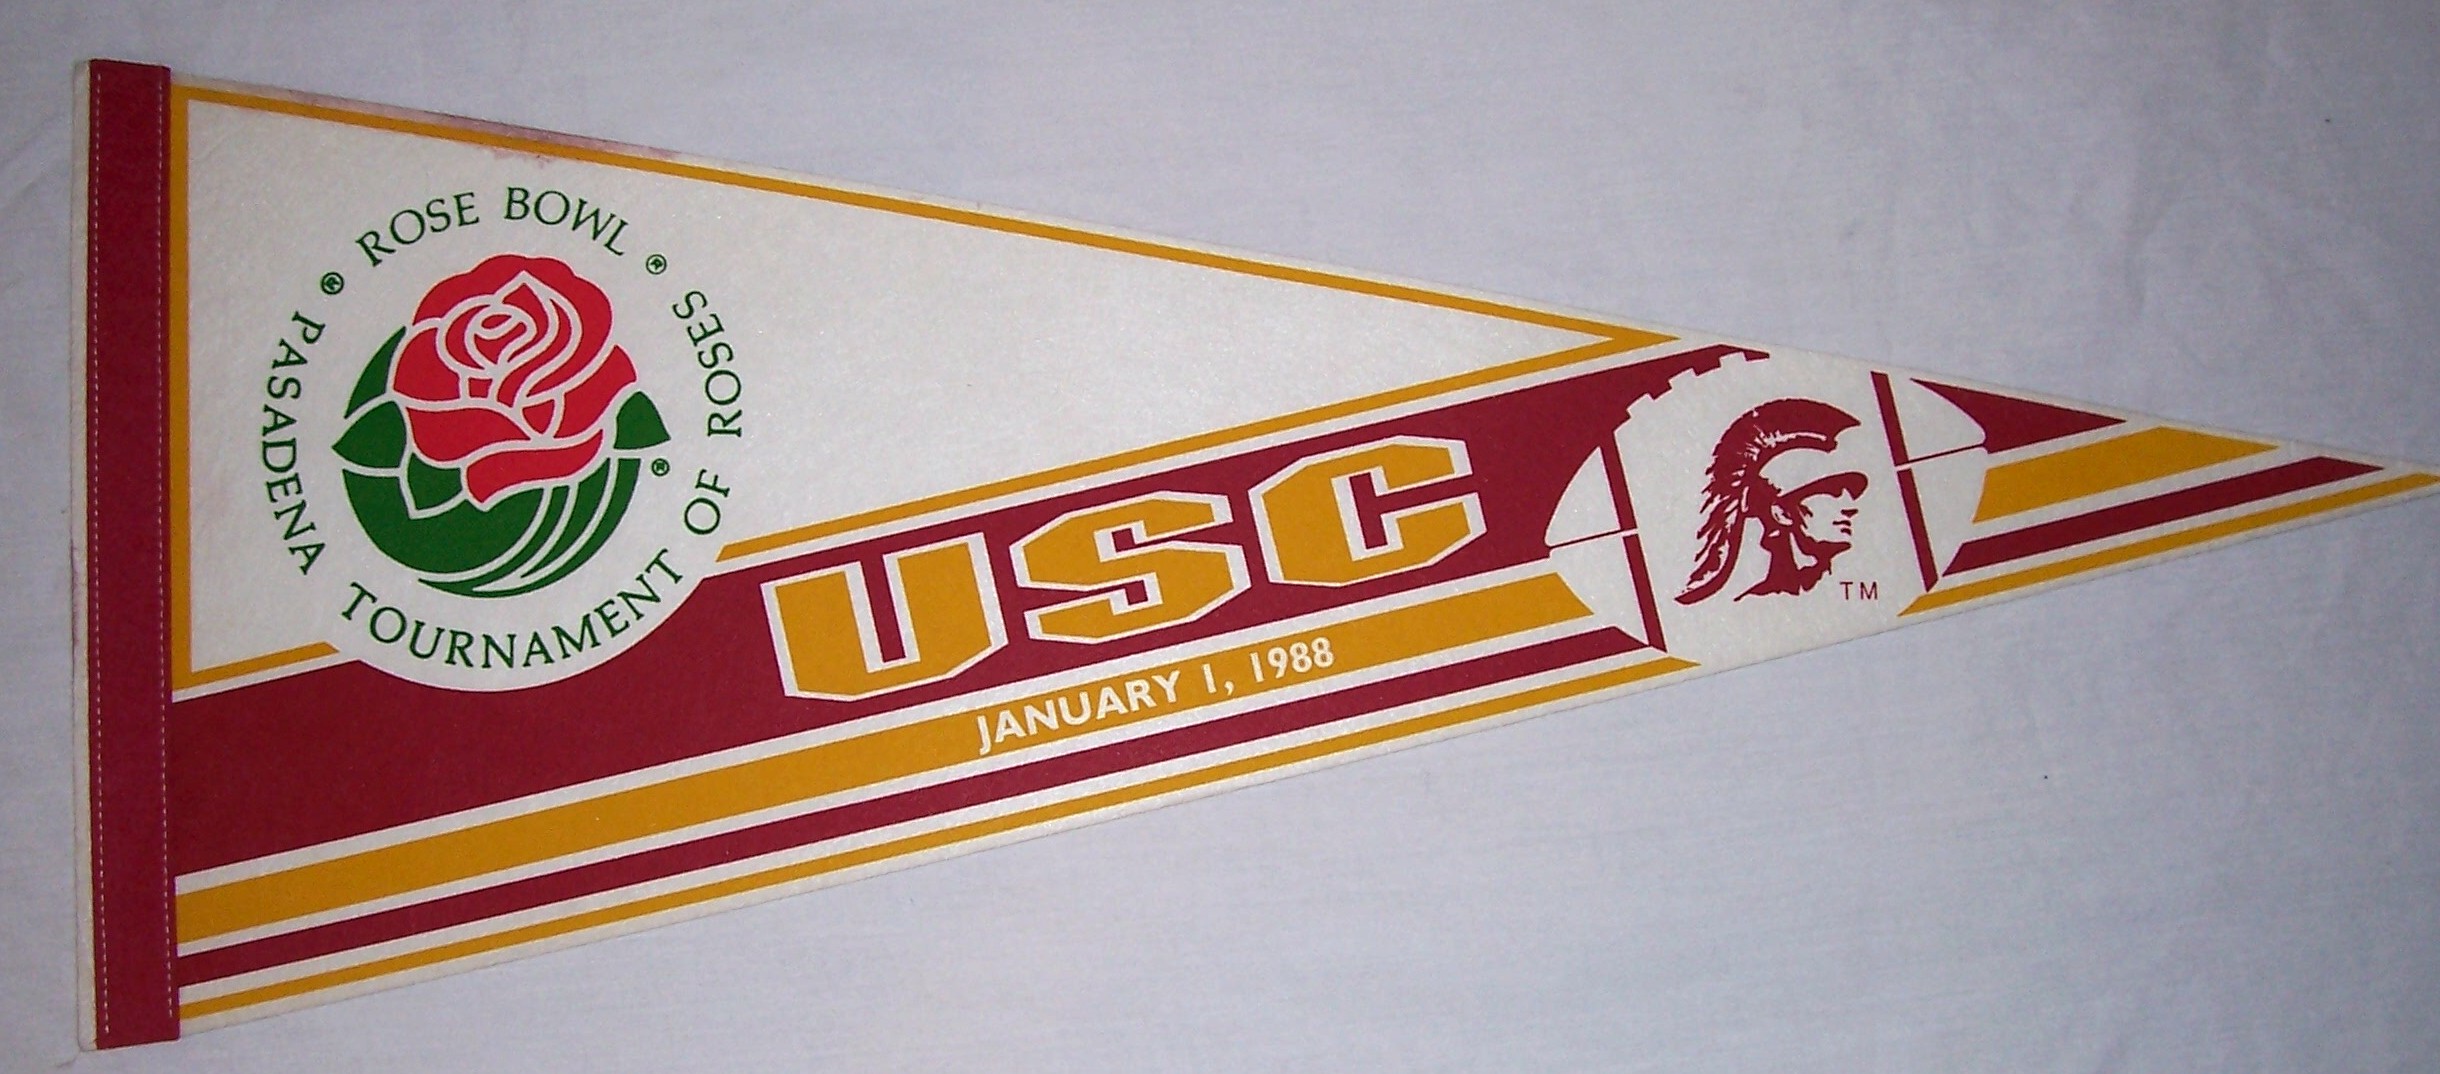 PASADENA ® ROSE BOWL ®
TOURNAMENT OF ROSES
®
USC
JANUARY 1, 1988
TM